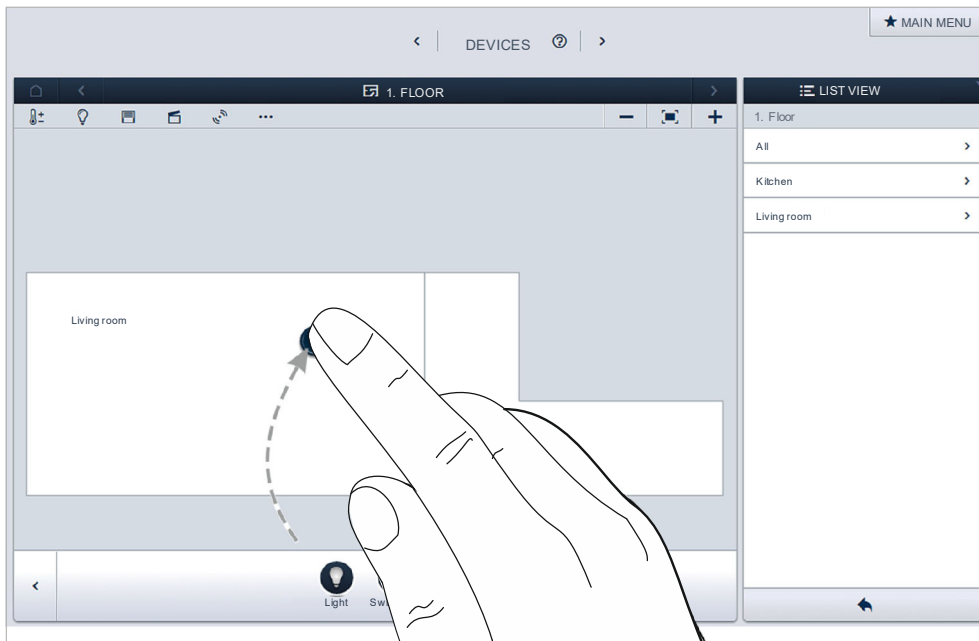 MAIN MENU
DEVICES
1. FLOOR
LIST VIEW
1. Floor
All
Kitchen
Living room
Living room
Light